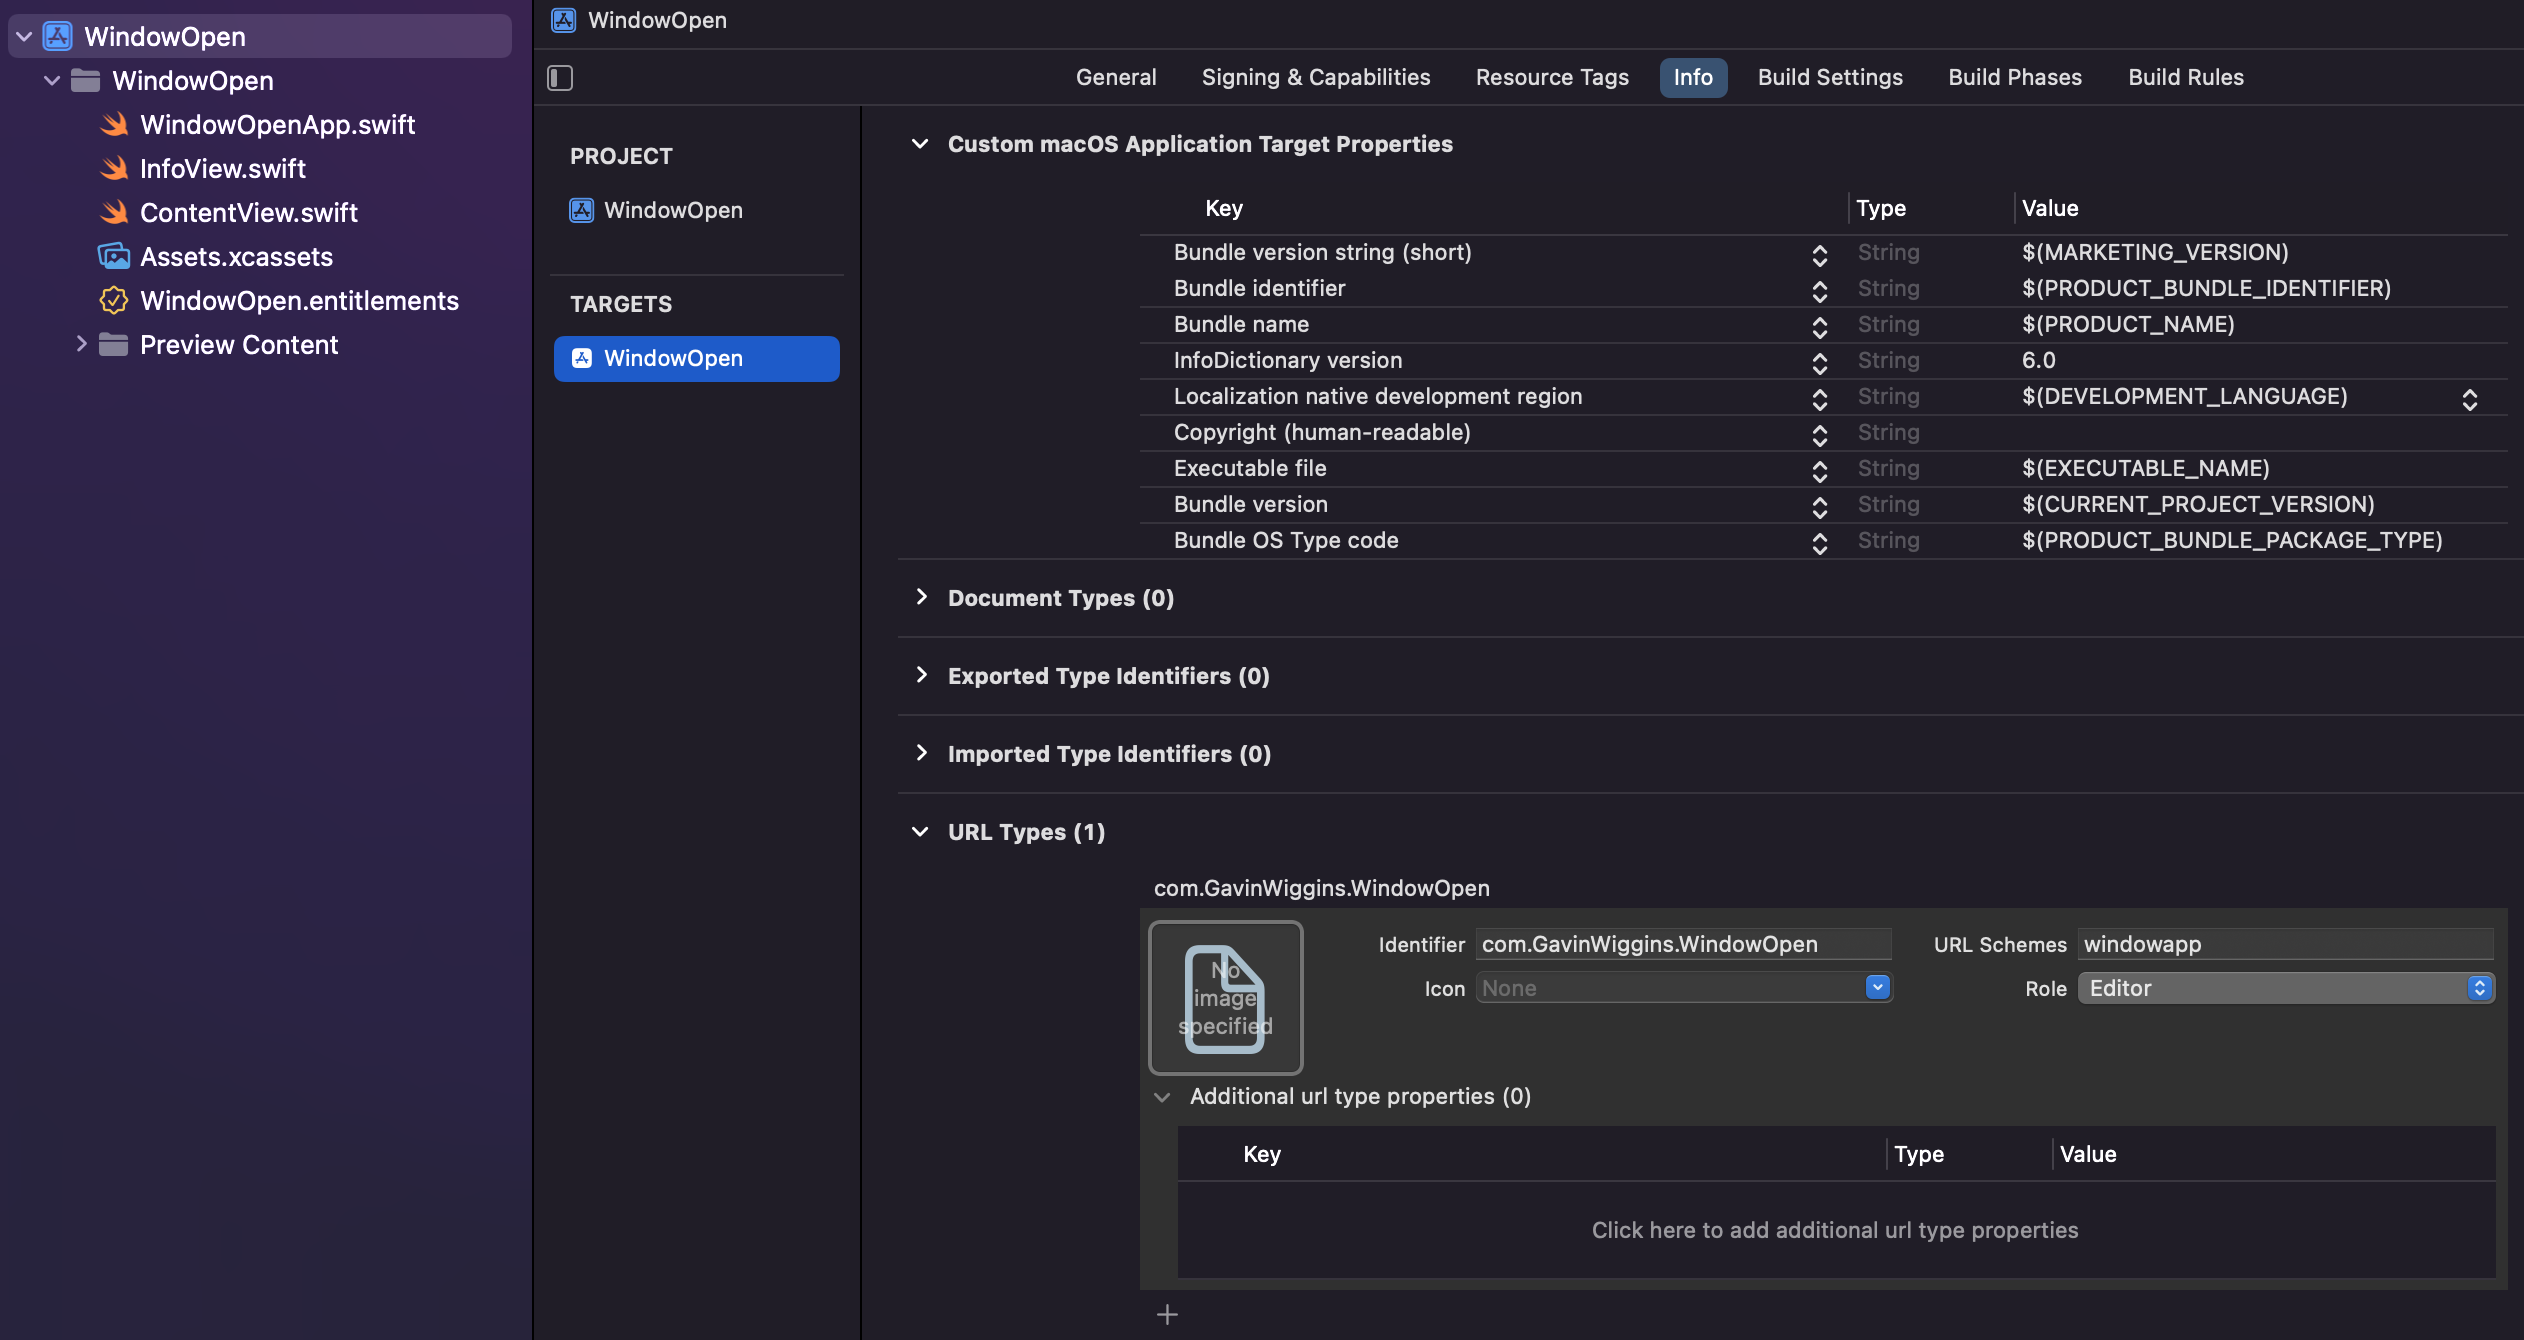 WindowOpen
WindowOpen
WindowOpenApp.swift
InfoView.swift
ContentView.swift
Assets.xcassets
WindowOpen.entitlements
Preview Content
WindowOpen
General Signing & Capabilities Resource Tags Info Build Settings Build Phases Build Rules
PROJECT
WindowOpen
TARGETS
WindowOpen
Custom macOS Application Target Properties
Key Type Value
Bundle version string (short) String $(MARKETING_VERSION)
Bundle identifier String $(PRODUCT_BUNDLE_IDENTIFIER)
Bundle name String $(PRODUCT_NAME)
InfoDictionary version String 6.0
Localization native development region String $(DEVELOPMENT_LANGUAGE)
Copyright (human-readable) String
Executable file String $(EXECUTABLE_NAME)
Bundle version String $(CURRENT_PROJECT_VERSION)
Bundle OS Type code String $(PRODUCT_BUNDLE_PACKAGE_TYPE)
Document Types (0)
Exported Type Identifiers (0)
Imported Type Identifiers (0)
URL Types (1)
com.GavinWiggins.WindowOpen
No
image
specified
Identifier com.GavinWiggins.WindowOpen URL Schemes windowapp
Icon None Role Editor
Additional url type properties (0)
Key Type Value
Click here to add additional url type properties